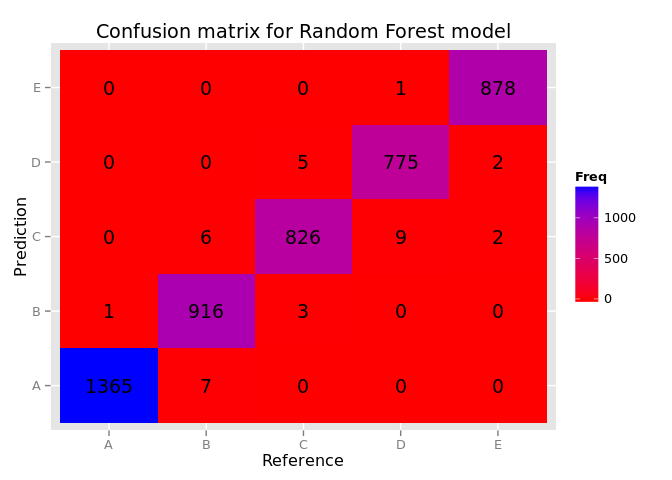 Confusion matrix for Random Forest model
E 0 0 0 1 878
D 0 0 5 775 2
C 0 6 826 9 2
B 1 916 3 0 0
A 1365 7 0 0 0
A B C D E
Reference
Prediction
Freq
1000
500
0